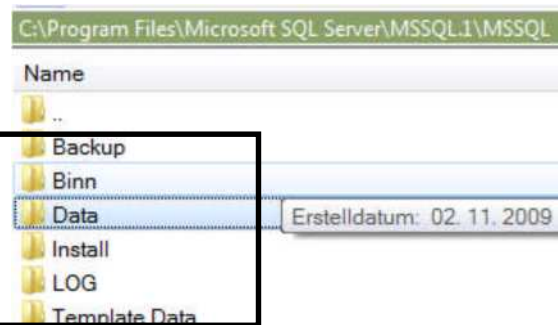 C:\Program Files\Microsoft SQL Server\MSSQL.1\MSSQL
Name
..
Backup
Binn
Data
Erstelldatum: 02. 11. 2009
Install
LOG
Template Data